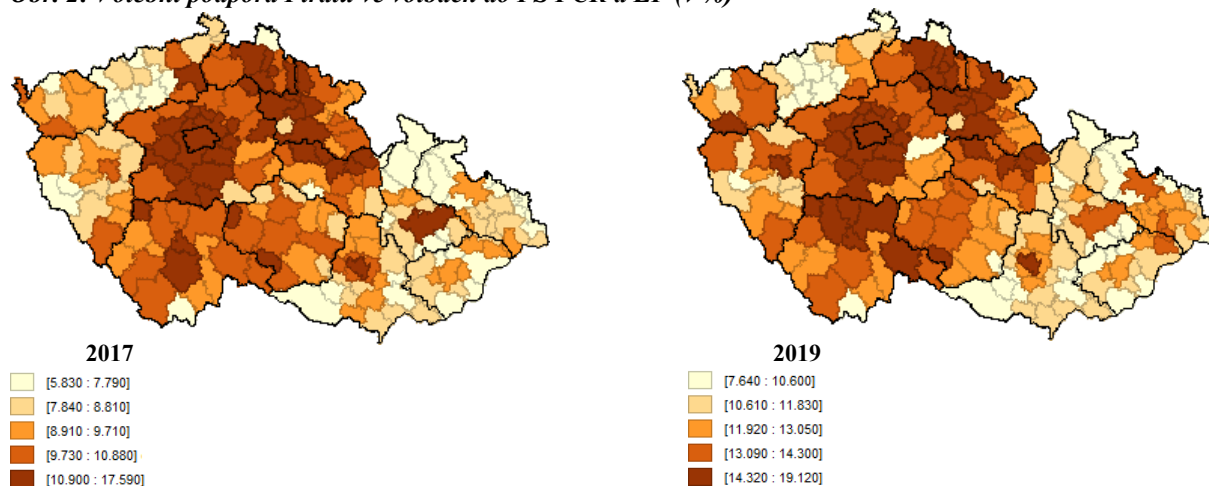 Obr. 2: Volební podpora Pirátů ve volbách do PS PČR a EP (v %)
2017
[5.830 : 7.790]
[7.840 : 8.810]
[8.910 : 9.710]
[9.730 : 10.880]
[10.900 : 17.590]
2019
[7.640 : 10.600]
[10.610 : 11.830]
[11.920 : 13.050]
[13.090 : 14.300]
[14.320 : 19.120]